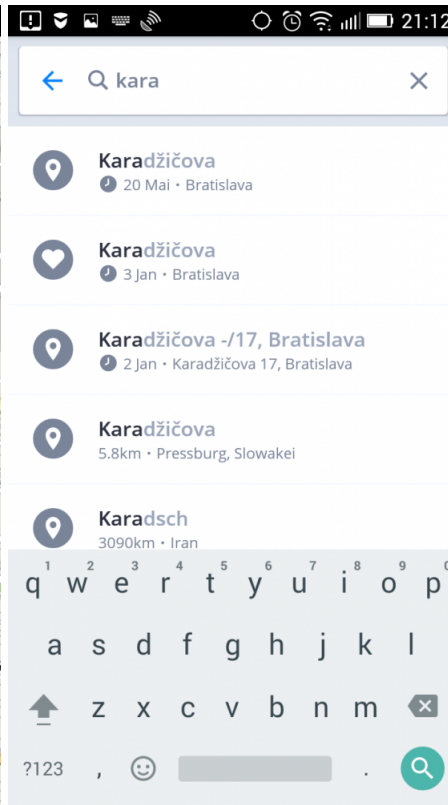 21:12
kara
Karadžičova
20 Mai • Bratislava
Karadžičova
3 Jan • Bratislava
Karadžičova -/17, Bratislava
2 Jan • Karadžičova 17, Bratislava
Karadžičova
5.8km • Pressburg, Slowakei
Karadsch
3090km • Iran
1 2 3 4 5 6 7 8 9 0
q w e r t y u i o p
a s d f g h j k l
z x c v b n m
?123 , .